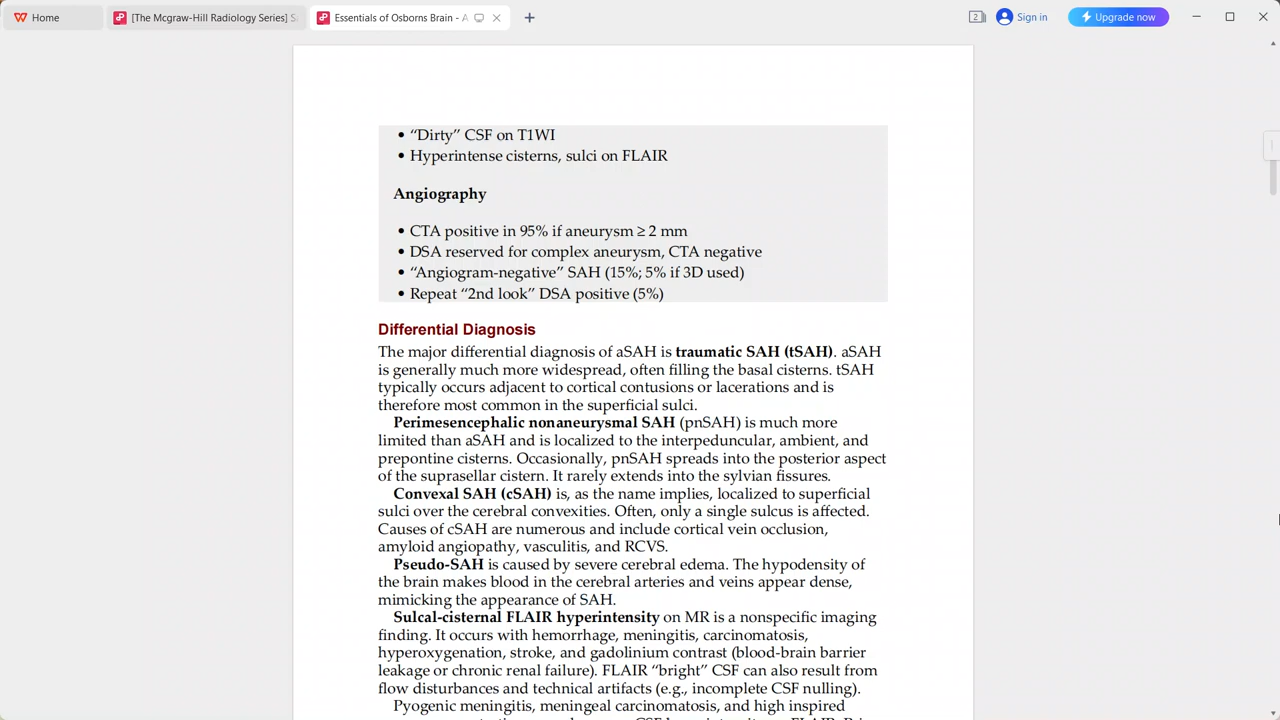 Home
[The Mcgraw-Hill Radiology Series]
Essentials of Osborns Brain - A
2
Sign in
Upgrade now
• “Dirty” CSF on T1WI
• Hyperintense cisterns, sulci on FLAIR
Angiography
• CTA positive in 95% if aneurysm ≥ 2 mm
• DSA reserved for complex aneurysm, CTA negative
• “Angiogram-negative” SAH (15%; 5% if 3D used)
• Repeat “2nd look” DSA positive (5%)
Differential Diagnosis
The major differential diagnosis of aSAH is traumatic SAH (tSAH). aSAH
is generally much more widespread, often filling the basal cisterns. tSAH
typically occurs adjacent to cortical contusions or lacerations and is
therefore most common in the superficial sulci.
Perimesencephalic nonaneurysmal SAH (pnSAH) is much more
limited than aSAH and is localized to the interpeduncular, ambient, and
prepontine cisterns. Occasionally, pnSAH spreads into the posterior aspect
of the suprasellar cistern. It rarely extends into the sylvian fissures.
Convexal SAH (cSAH) is, as the name implies, localized to superficial
sulci over the cerebral convexities. Often, only a single sulcus is affected.
Causes of cSAH are numerous and include cortical vein occlusion,
amyloid angiopathy, vasculitis, and RCVS.
Pseudo-SAH is caused by severe cerebral edema. The hypodensity of
the brain makes blood in the cerebral arteries and veins appear dense,
mimicking the appearance of SAH.
Sulcal-cisternal FLAIR hyperintensity on MR is a nonspecific imaging
finding. It occurs with hemorrhage, meningitis, carcinomatosis,
hyperoxygenation, stroke, and gadolinium contrast (blood-brain barrier
leakage or chronic renal failure). FLAIR “bright” CSF can also result from
flow disturbances and technical artifacts (e.g., incomplete CSF nulling).
Pyogenic meningitis, meningeal carcinomatosis, and high inspired